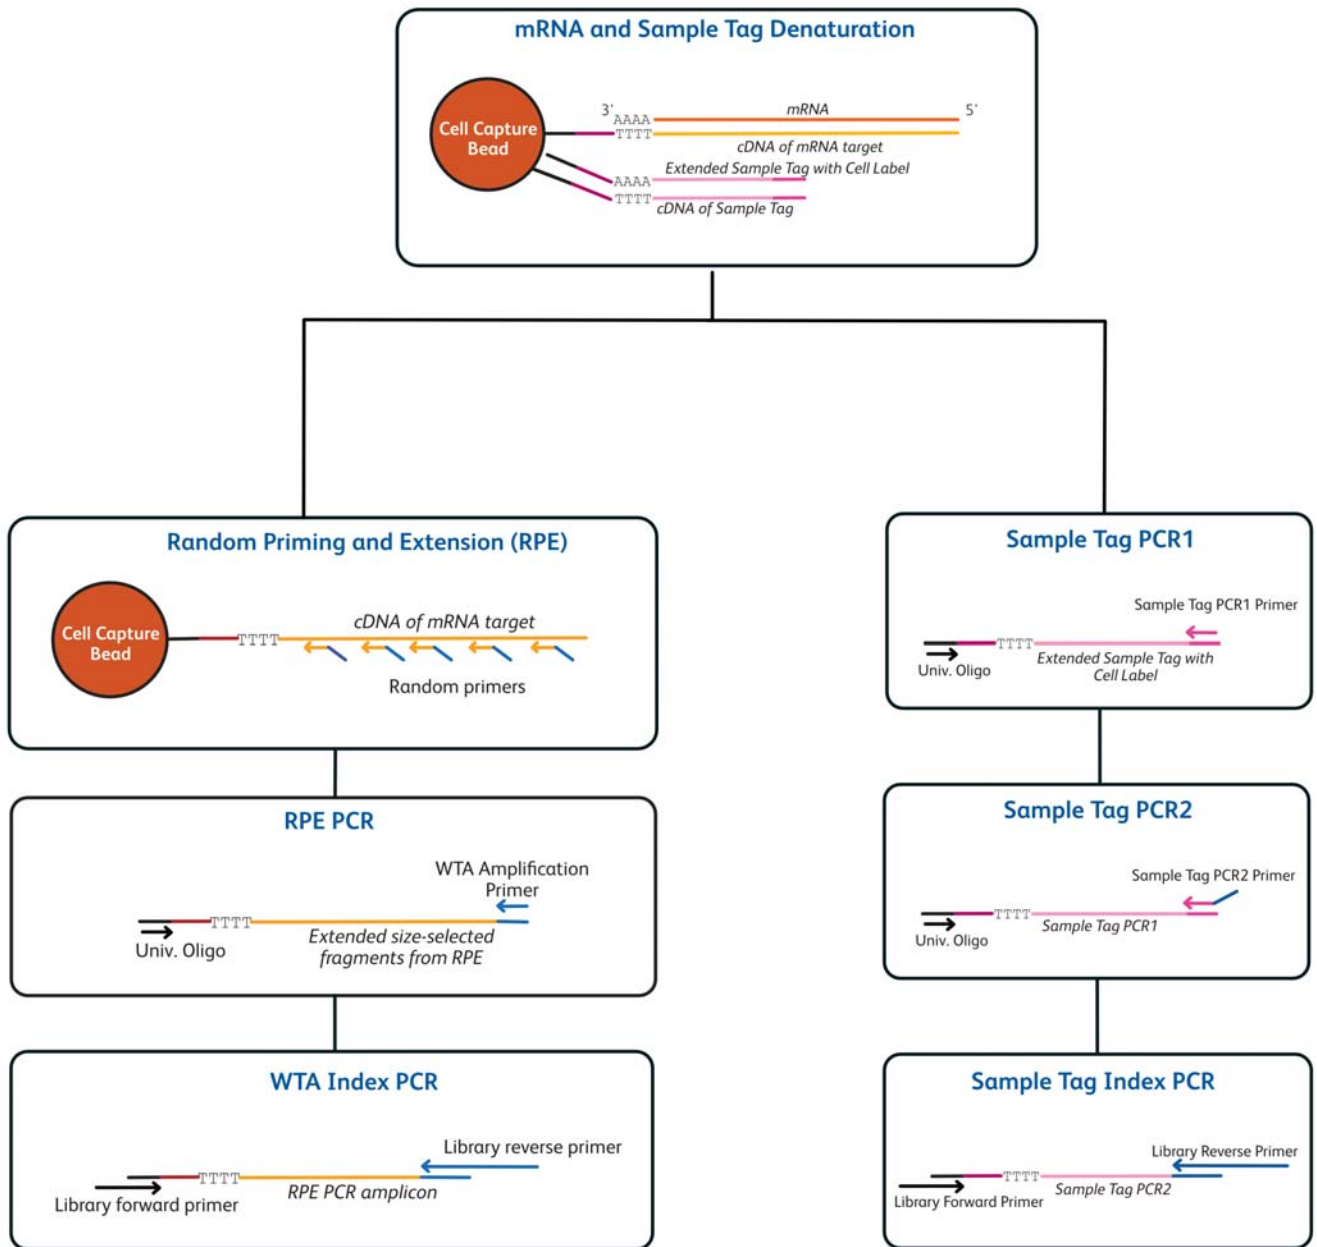 mRNA and Sample Tag Denaturation
3'
AAAA
mRNA
5'
Cell Capture
Bead
TTTT
cDNA of mRNA target
Extended Sample Tag with Cell Label
AAAA
TTTT
cDNA of Sample Tag
Random Priming and Extension (RPE)
Cell Capture
Bead
TTTT
cDNA of mRNA target
Random primers
RPE PCR
WTA Amplification
Primer
TTTT
Univ. Oligo
Extended size-selected
fragments from RPE
WTA Index PCR
Library reverse primer
TTTT
Library forward primer
RPE PCR amplicon
Sample Tag PCR1
Sample Tag PCR1 Primer
TTTT
Univ. Oligo
Extended Sample Tag with
Cell Label
Sample Tag PCR2
Sample Tag PCR2 Primer
TTTT
Univ. Oligo
Sample Tag PCR1
Sample Tag Index PCR
Library Reverse Primer
TTTT
Library Forward Primer
Sample Tag PCR2